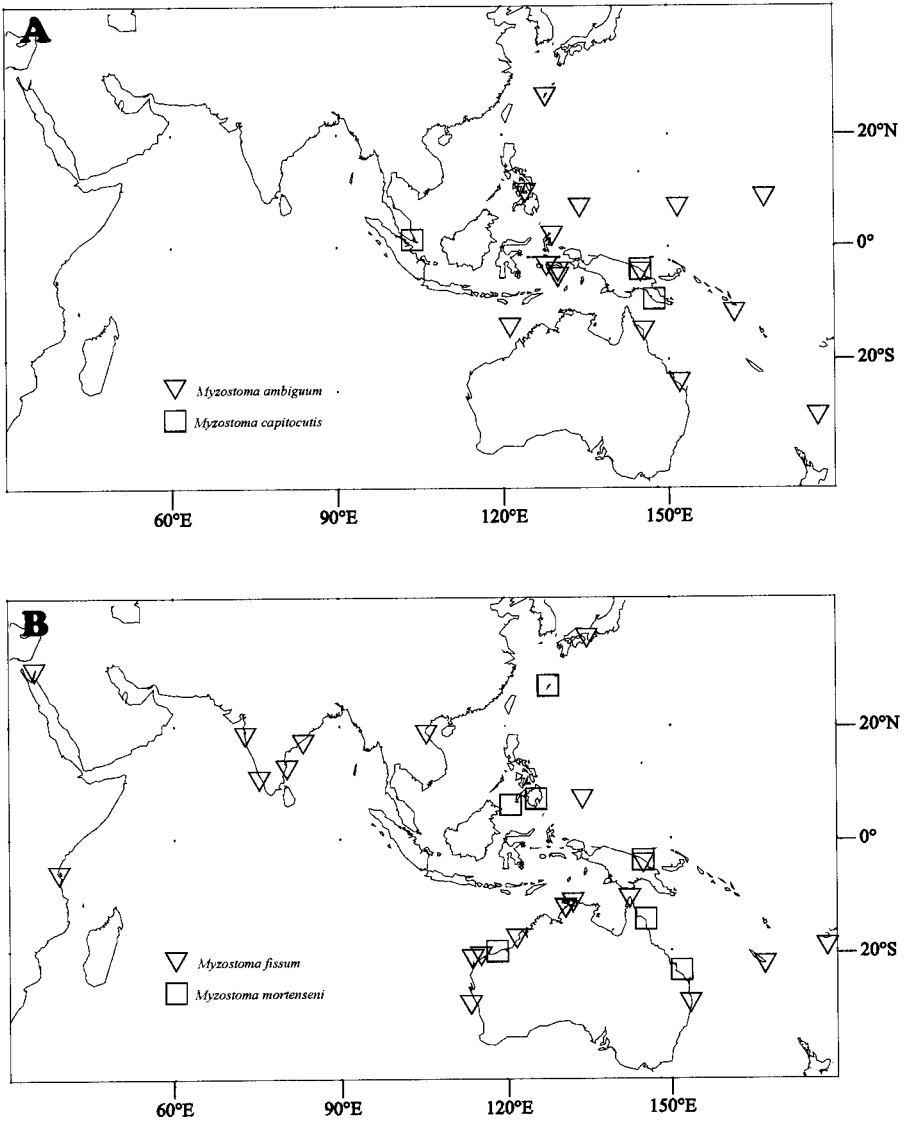 A
20°N
0°
20°S
Myzostoma ambiguum
Myzostoma capitocutis
60°E
90°E
120°E
150°E
B
20°N
0°
20°S
Myzostoma fissum
Myzostoma mortenseni
60°E
90°E
120°E
150°E